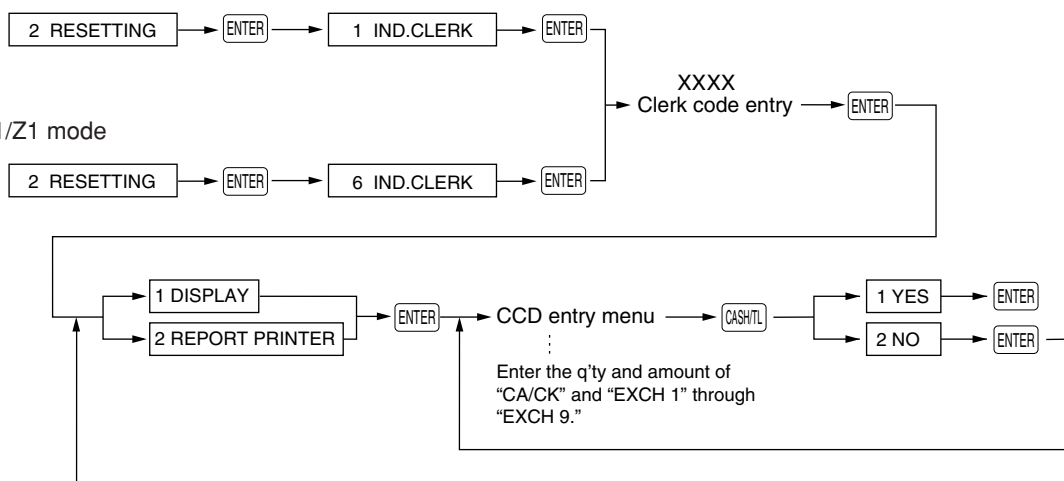 2 RESETTING ENTER 1 IND.CLERK ENTER
XXXX
Clerk code entry ENTER
/Z1 mode
2 RESETTING ENTER 6 IND.CLERK ENTER
1 DISPLAY
2 REPORT PRINTER
ENTER CCD entry menu CASH/TL
1 YES ENTER
2 NO ENTER
Enter the q'ty and amount of
“CA/CK” and “EXCH 1” through
“EXCH 9.”